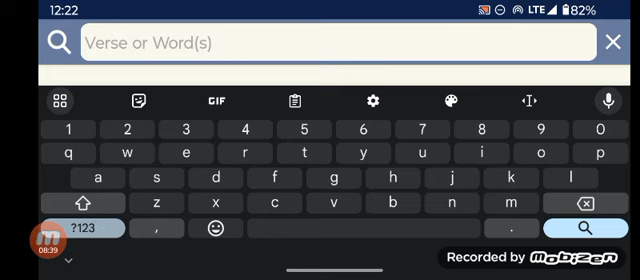 12:22 LTE 82%
Verse or Word(s)
GIF
1 2 3 4 5 6 7 8 9 0
q w e r t y u i o p
a s d f g h j k l
z x c v b n m
?123 , .
08:39
Recorded by Mobizen